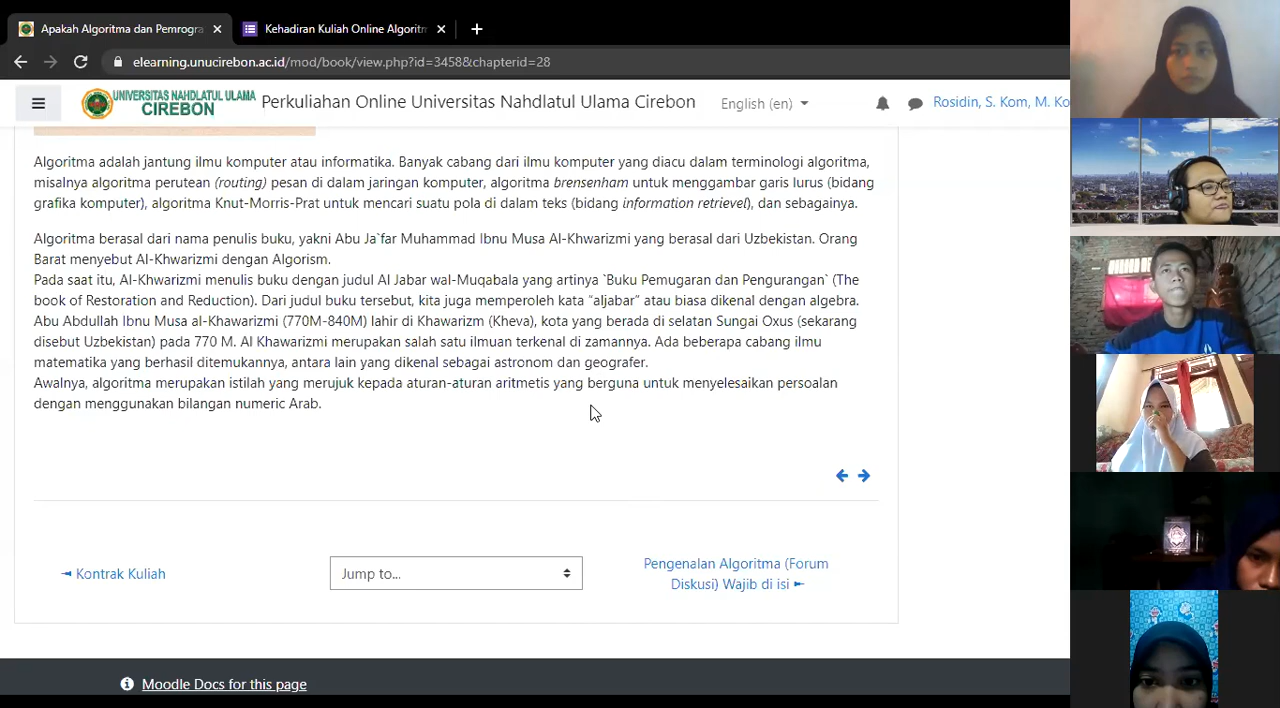 Apakah Algoritma dan Pemrogra
Kehadiran Kuliah Online Algoritm
elearning.unucirebon.ac.id/mod/book/view.php?id=3458&chapterid=28
UNIVERSITAS NAHDLATUL ULAMA
CIREBON
Perkuliahan Online Universitas Nahdlatul Ulama Cirebon
English (en)
Rosidin, S. Kom, M. Ko
Algoritma adalah jantung ilmu komputer atau informatika. Banyak cabang dari ilmu komputer yang diacu dalam terminologi algoritma,
misalnya algoritma perutean (routing) pesan di dalam jaringan komputer, algoritma brensenham untuk menggambar garis lurus (bidang
grafika komputer), algoritma Knut-Morris-Prat untuk mencari suatu pola di dalam teks (bidang information retrievel), dan sebagainya.
Algoritma berasal dari nama penulis buku, yakni Abu Ja`far Muhammad Ibnu Musa Al-Khwarizmi yang berasal dari Uzbekistan. Orang
Barat menyebut Al-Khwarizmi dengan Algorism.
Pada saat itu, Al-Khwarizmi menulis buku dengan judul Al Jabar wal-Muqabala yang artinya `Buku Pemugaran dan Pengurangan` (The
book of Restoration and Reduction). Dari judul buku tersebut, kita juga memperoleh kata “aljabar” atau biasa dikenal dengan algebra.
Abu Abdullah Ibnu Musa al-Khawarizmi (770M-840M) lahir di Khawarizm (Kheva), kota yang berada di selatan Sungai Oxus (sekarang
disebut Uzbekistan) pada 770 M. Al Khawarizmi merupakan salah satu ilmuan terkenal di zamannya. Ada beberapa cabang ilmu
matematika yang berhasil ditemukannya, antara lain yang dikenal sebagai astronom dan geografer.
Awalnya, algoritma merupakan istilah yang merujuk kepada aturan-aturan aritmetis yang berguna untuk menyelesaikan persoalan
dengan menggunakan bilangan numeric Arab.
◄ Kontrak Kuliah
Jump to...
Pengenalan Algoritma (Forum
Diskusi) Wajib di isi ►
Moodle Docs for this page